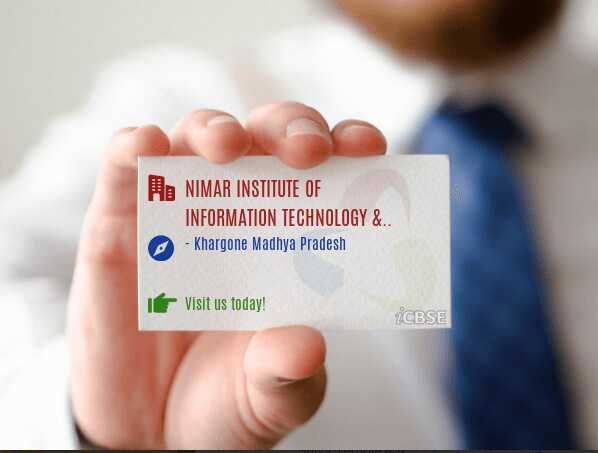 NIMAR INSTITUTE OF
INFORMATION TECHNOLOGY &..
- Khargone Madhya Pradesh
Visit us today!
iCBSE